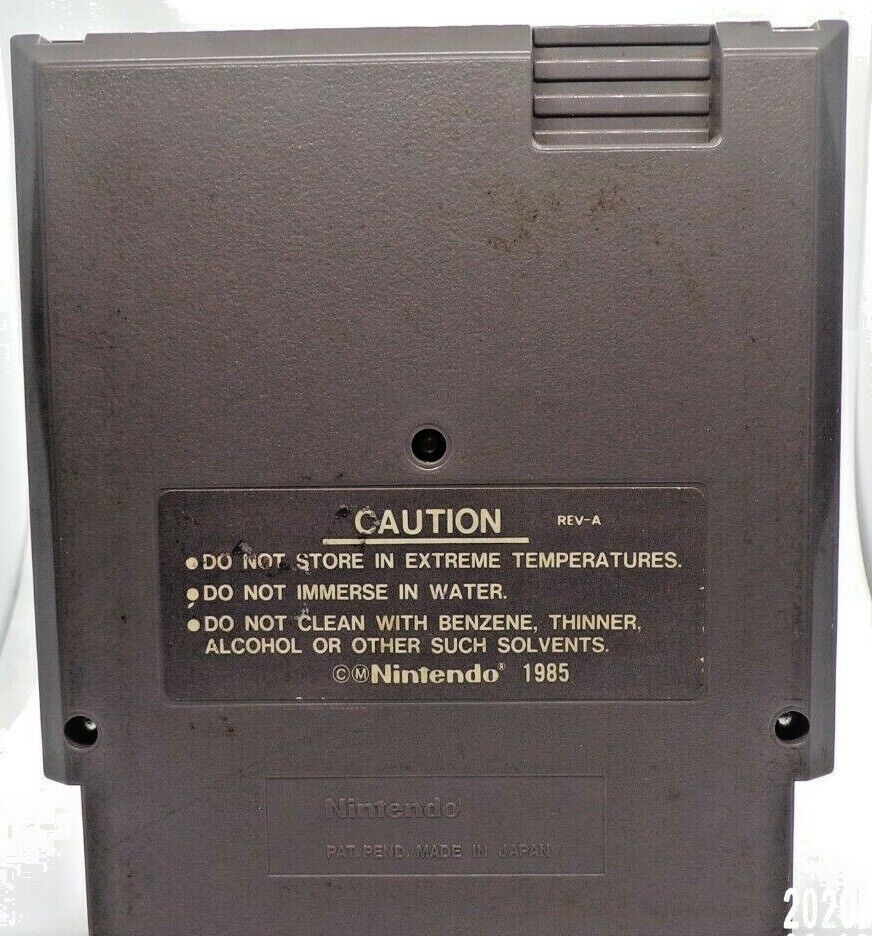 CAUTION REV-A
• DO NOT STORE IN EXTREME TEMPERATURES.
• DO NOT IMMERSE IN WATER.
• DO NOT CLEAN WITH BENZENE, THINNER,
ALCOHOL OR OTHER SUCH SOLVENTS.
©Ⓜ Nintendo® 1985
Nintendo
PAT. PEND. MADE IN JAPAN